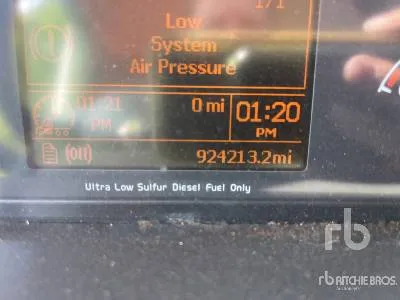 1/1
Low
System
Air Pressure
01:21
PM
0 mi
01:20
PM
924213.2mi
Ultra Low Sulfur Diesel Fuel Only
rb
rb RITCHIE BROS.